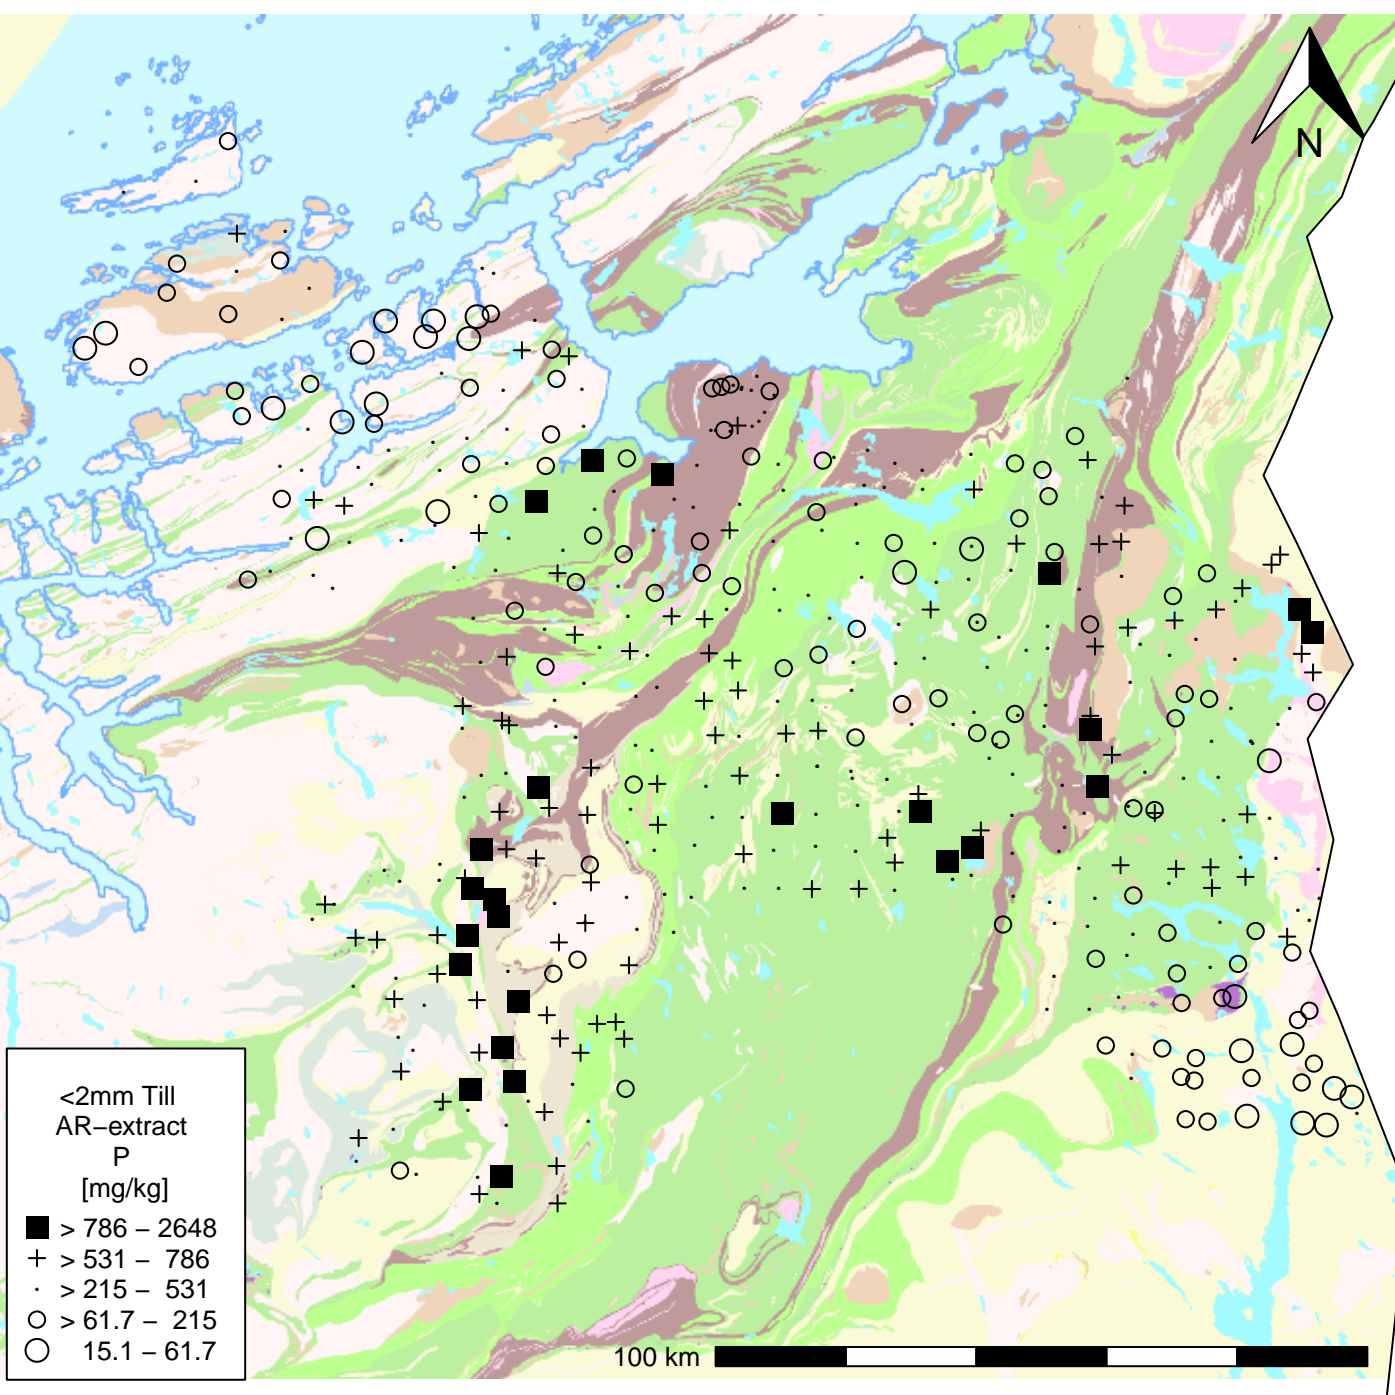 N
<2mm Till
AR−extract
P
[mg/kg]
> 786 − 2648
> 531 − 786
> 215 − 531
> 61.7 − 215
15.1 − 61.7
100 km